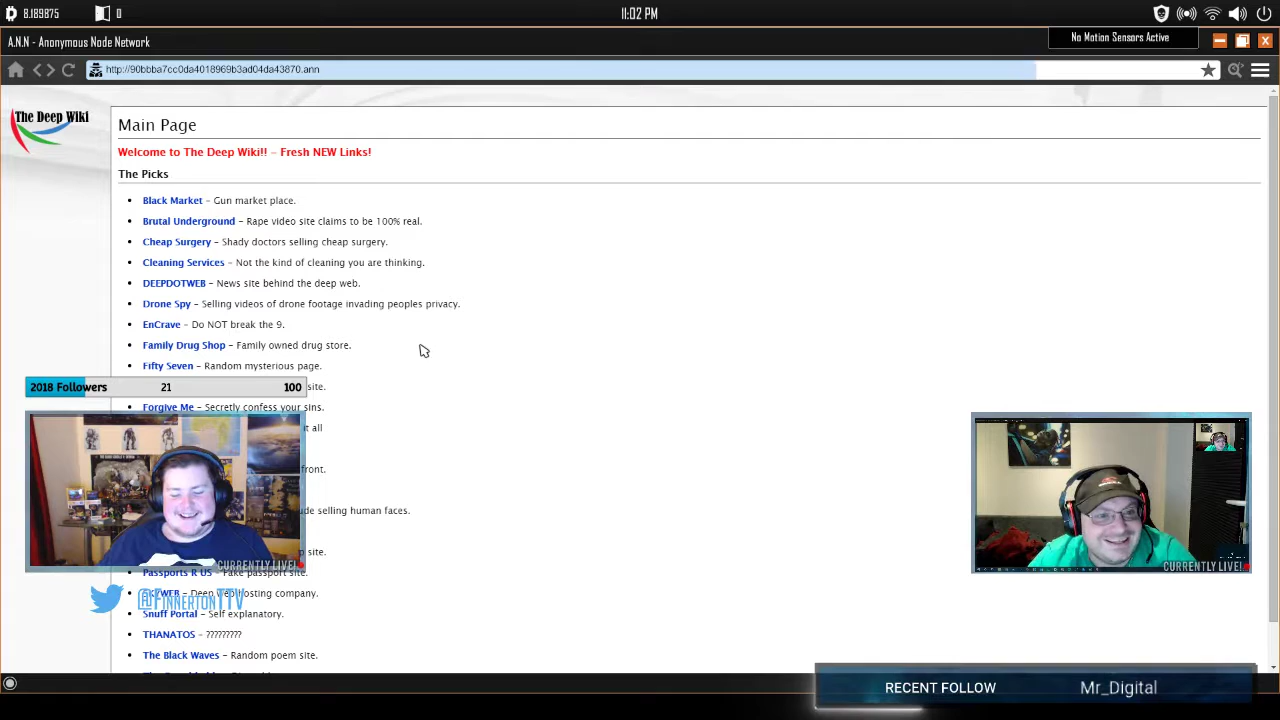 8.189875
0
11:02 PM
A.N.N - Anonymous Node Network
No Motion Sensors Active
http://90bbba7cc0da4018969b3ad04da43870.ann
The Deep Wiki
Main Page
Welcome to The Deep Wiki!! – Fresh NEW Links!
The Picks
Black Market – Gun market place.
Brutal Underground – Rape video site claims to be 100% real.
Cheap Surgery – Shady doctors selling cheap surgery.
Cleaning Services – Not the kind of cleaning you are thinking.
DEEPDOTWEB – News site behind the deep web.
Drone Spy – Selling videos of drone footage invading peoples privacy.
EnCrave – Do NOT break the 9.
Family Drug Shop – Family owned drug store.
Fifty Seven – Random mysterious page.
2018 Followers 21 100
site.
Forgive Me – Secretly confess your sins.
it all
front.
ude selling human faces.
site.
CURRENTLY LIVE!
CURRENTLY LIVE!
Passports R US – Fake passport site.
@FinnertonTTV
Deep Web hosting company.
Snuff Portal – Self explanatory.
THANATOS – ?????????
The Black Waves – Random poem site.
RECENT FOLLOW Mr_Digital